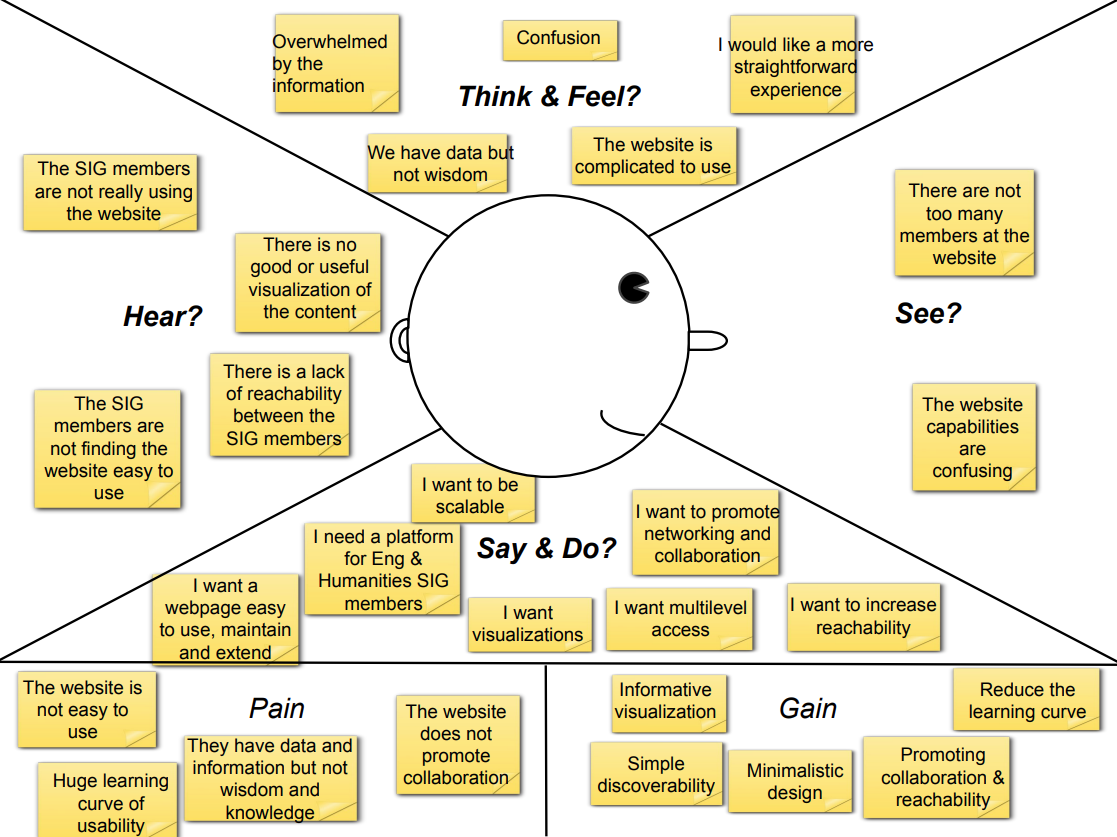 Overwhelmed
by the
information
Confusion
I would like a more
straightforward
experience
Think & Feel?
We have data but
not wisdom
The website is
complicated to use
The SIG members
are not really using
the website
There is no
good or useful
visualization of
the content
Hear?
There is a lack
of reachability
between the
SIG members
The SIG
members are
not finding the
website easy to
use
There are not
too many
members at the
website
See?
The website
capabilities
are
confusing
I want to be
scalable
I need a platform
for Eng &
Humanities SIG
members
Say & Do?
I want to promote
networking and
collaboration
I want a
webpage easy
to use, maintain
and extend
I want
visualizations
I want multilevel
access
I want to increase
reachability
The website is
not easy to
use
Pain
The website
does not
promote
collaboration
They have data and
information but not
wisdom and
knowledge
Huge learning
curve of
usability
Informative
visualization
Gain
Reduce the
learning curve
Simple
discoverability
Minimalistic
design
Promoting
collaboration &
reachability